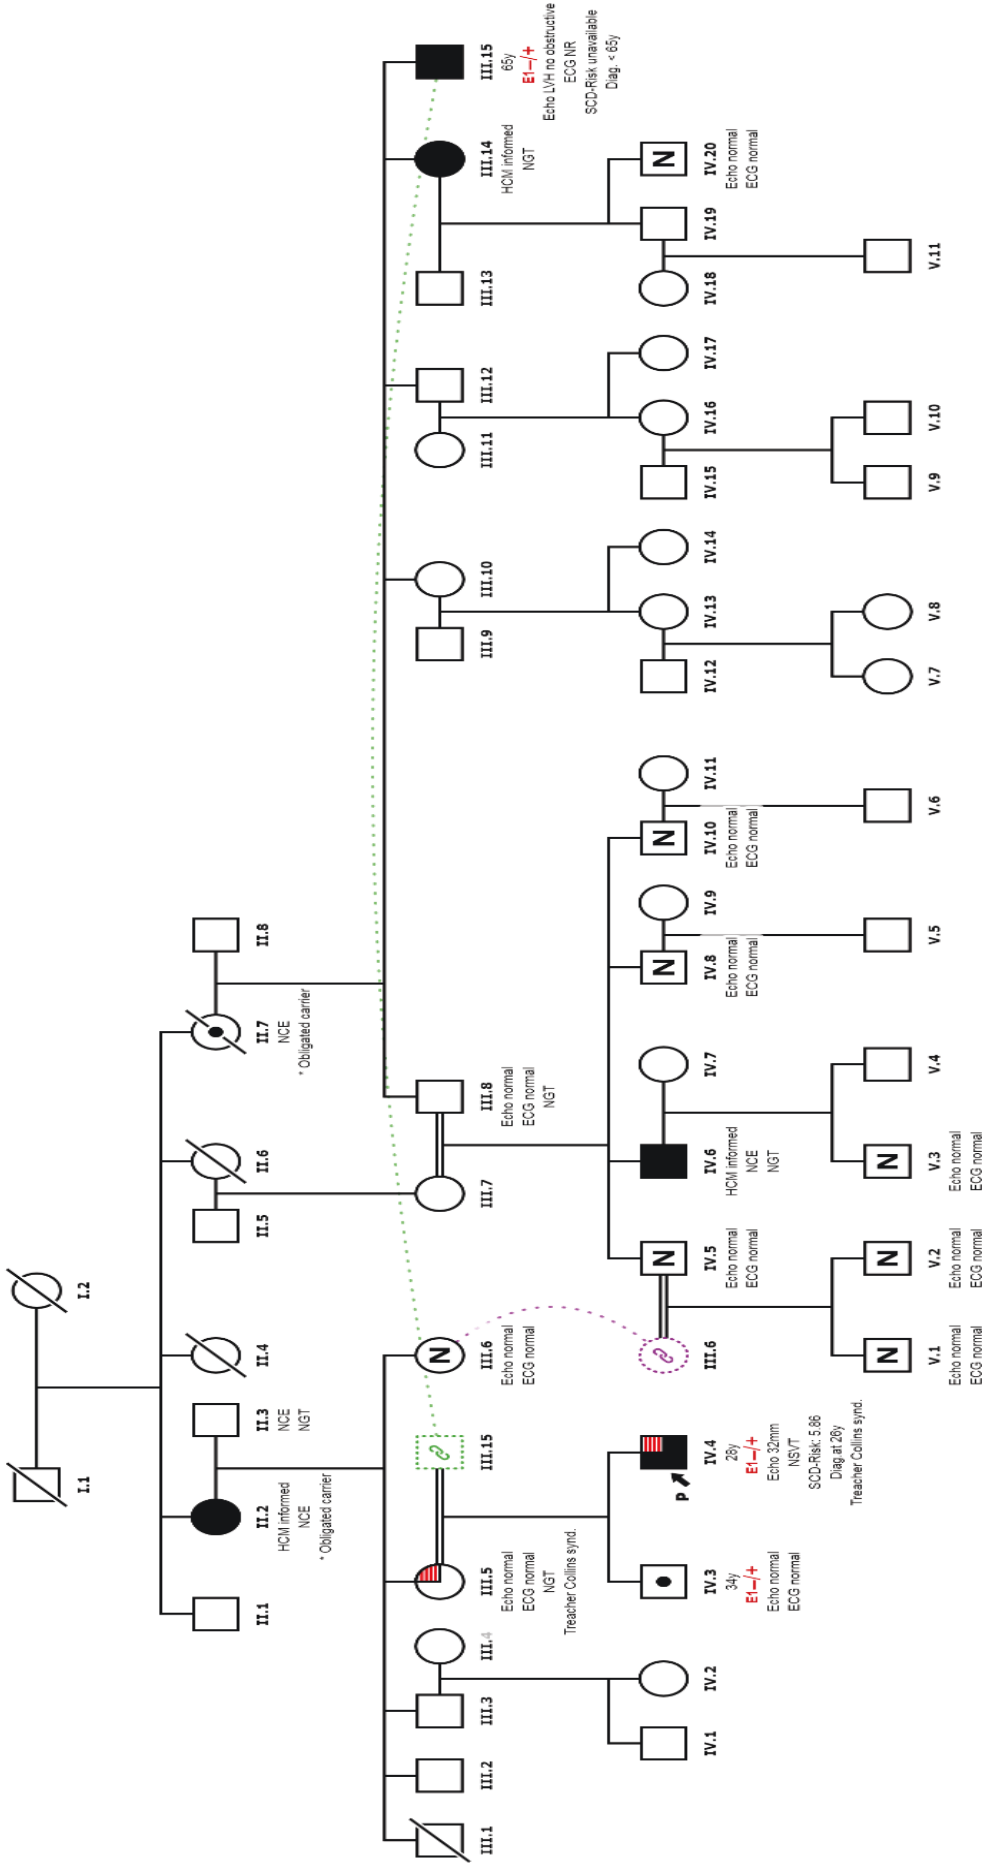 I.1
I.2
II.1
II.2
HCM informed
NCE
* Obligated carrier
II.3
NCE
NGT
II.4
II.5
II.6
II.7
NCE
* Obligated carrier
II.8
III.1
III.2
III.3
III.4
III.5
Echo normal
ECG normal
NGT
Treacher Collins synd.
III.15
N
III.6
Echo normal
ECG normal
III.7
III.8
Echo normal
ECG normal
NGT
III.9
III.10
III.11
III.12
III.13
III.14
HCM informed
NGT
III.15
65y
E1–/+
Echo LVH no obstructive
ECG NR
SCD-Risk unavailable
Diag. < 65y
IV.1
IV.2
IV.3
34y
E1–/+
Echo normal
ECG normal
P
IV.4
28y
E1–/+
Echo 32mm
NSVT
SCD-Risk: 5.86
Diag.at 26y
Treacher Collins synd.
III.6
N
IV.5
Echo normal
ECG normal
IV.6
HCM informed
NCE
NGT
IV.7
N
IV.8
Echo normal
ECG normal
IV.9
N
IV.10
Echo normal
ECG normal
IV.11
IV.12
IV.13
IV.14
IV.15
IV.16
IV.17
IV.18
IV.19
N
IV.20
Echo normal
ECG normal
N
V.1
Echo normal
ECG normal
N
V.2
Echo normal
ECG normal
N
V.3
Echo normal
ECG normal
V.4
V.5
V.6
V.7
V.8
V.9
V.10
V.11